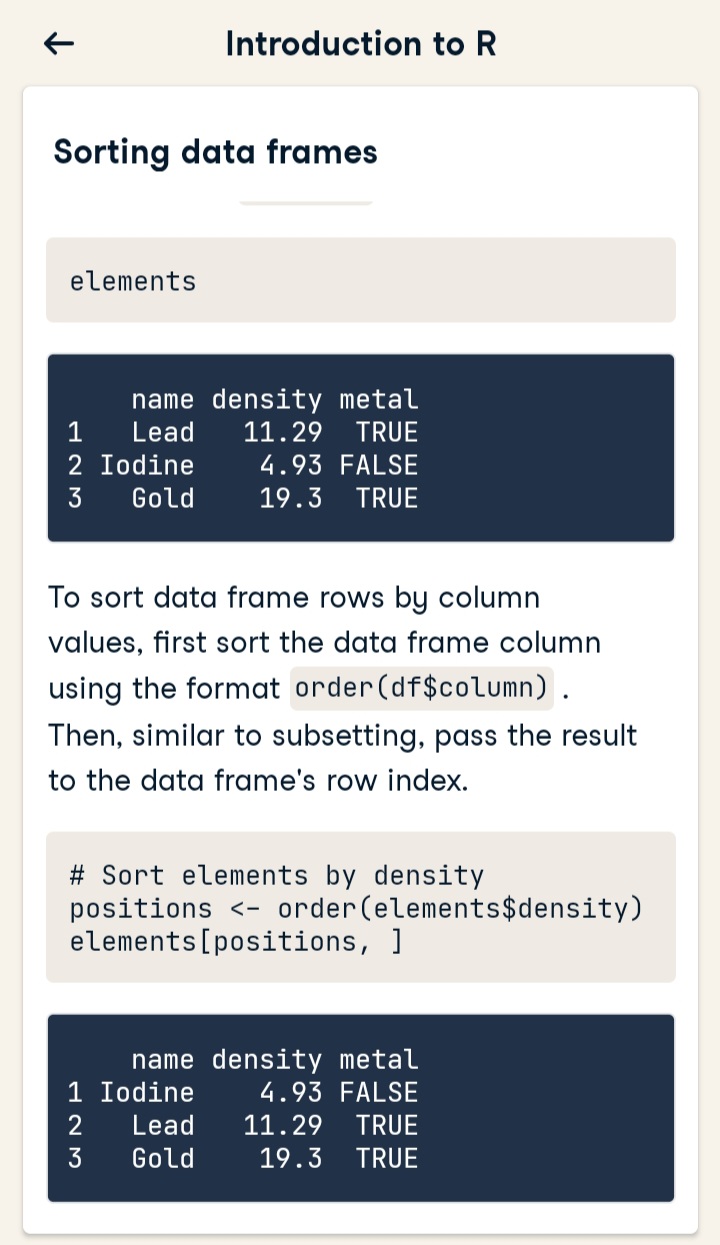 Introduction to R
Sorting data frames
elements
name density metal
1 Lead 11.29 TRUE
2 Iodine 4.93 FALSE
3 Gold 19.3 TRUE
To sort data frame rows by column
values, first sort the data frame column
using the format order(df$column) .
Then, similar to subsetting, pass the result
to the data frame's row index.
# Sort elements by density
positions <- order(elements$density)
elements[positions, ]
name density metal
1 Iodine 4.93 FALSE
2 Lead 11.29 TRUE
3 Gold 19.3 TRUE